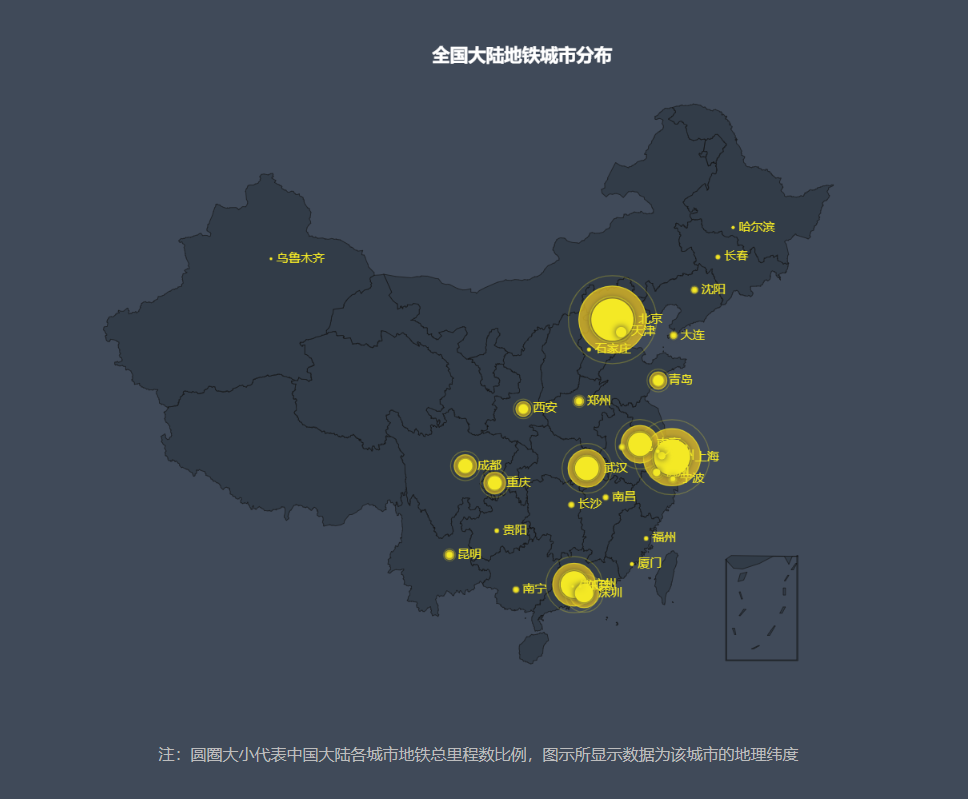 全国大陆地铁城市分布
哈尔滨
长春
乌鲁木齐
沈阳
北京
天津
大连
石家庄
青岛
郑州
西安
上海
成都
武汉
宁波
重庆
南昌
长沙
贵阳
福州
昆明
厦门
广州
南宁
深圳
注：圆圈大小代表中国大陆各城市地铁总里程数比例，图示所显示数据为该城市的地理纬度